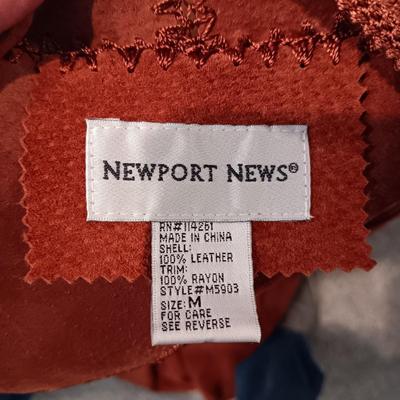 NEWPORT NEWS®
RN#114261
MADE IN CHINA
SHELL:
100% LEATHER
TRIM:
100% RAYON
STYLE#M5903
SIZE: M
FOR CARE
SEE REVERSE